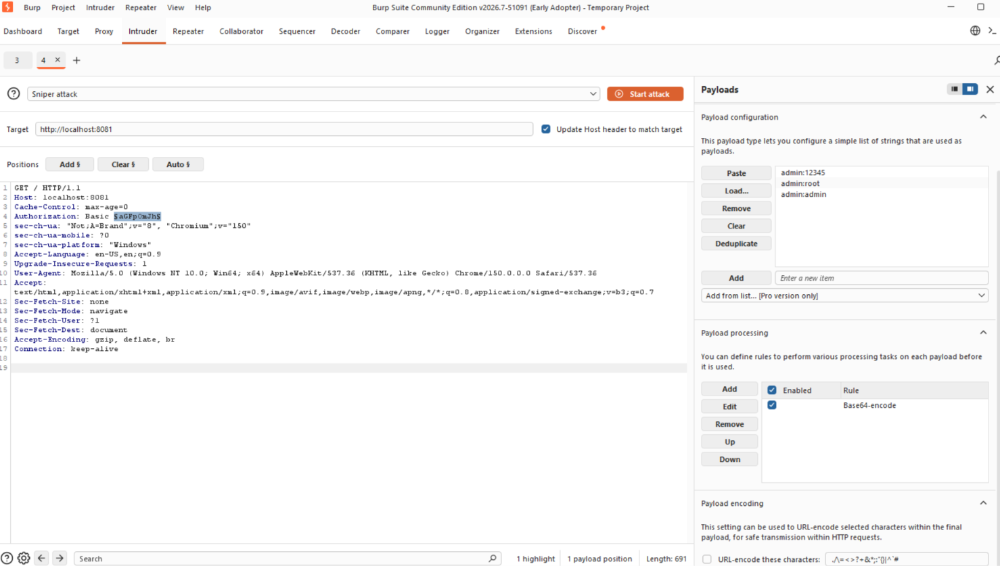 Burp Project Intruder Repeater View Help Burp Suite Community Edition v2026.7-51091 (Early Adopter) - Temporary Project
Dashboard Target Proxy Intruder Repeater Collaborator Sequencer Decoder Comparer Logger Organizer Extensions Discover
3 4 × +
Sniper attack Start attack
Target http://localhost:8081 Update Host header to match target
Positions Add § Clear § Auto §
1 GET / HTTP/1.1
2 Host: localhost:8081
3 Cache-Control: max-age=0
4 Authorization: Basic §aGFpOmJh§
5 sec-ch-ua: "Not;A=Brand";v="8", "Chromium";v="150"
6 sec-ch-ua-mobile: ?0
7 sec-ch-ua-platform: "Windows"
8 Accept-Language: en-US,en;q=0.9
9 Upgrade-Insecure-Requests: 1
10 User-Agent: Mozilla/5.0 (Windows NT 10.0; Win64; x64) AppleWebKit/537.36 (KHTML, like Gecko) Chrome/150.0.0.0 Safari/537.36
11 Accept:
text/html,application/xhtml+xml,application/xml;q=0.9,image/avif,image/webp,image/apng,*/*;q=0.8,application/signed-exchange;v=b3;q=0.7
12 Sec-Fetch-Site: none
13 Sec-Fetch-Mode: navigate
14 Sec-Fetch-User: ?1
15 Sec-Fetch-Dest: document
16 Accept-Encoding: gzip, deflate, br
17 Connection: keep-alive
18
19
Search 1 highlight 1 payload position Length: 691
Payloads
Payload configuration
This payload type lets you configure a simple list of strings that are used as
payloads.
Paste
Load...
Remove
Clear
Deduplicate
admin:12345
admin:root
admin:admin
Add Enter a new item
Add from list... [Pro version only]
Payload processing
You can define rules to perform various processing tasks on each payload before
it is used.
Add
Edit
Remove
Up
Down
Enabled Rule
Base64-encode
Payload encoding
This setting can be used to URL-encode selected characters within the final
payload, for safe transmission within HTTP requests.
URL-encode these characters: ./\=<>?+&*;:"{}|^`#